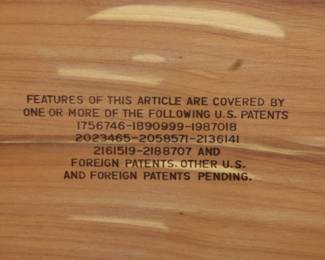 FEATURES OF THIS ARTICLE ARE COVERED BY
ONE OR MORE OF THE FOLLOWING U.S. PATENTS
1756746-1890999-1987018
2023465-2058571-2136141
2161519-2188707 AND
FOREIGN PATENTS. OTHER U.S.
AND FOREIGN PATENTS PENDING.